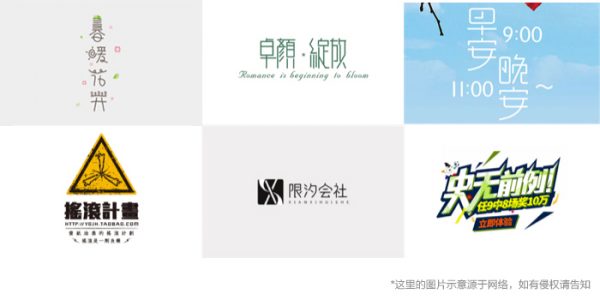 春暖花开
卓顏·綻放
Romance is beginning to bloom
早安 9:00
11:00 晚安~
搖滾計畫
HTTP://YGJH.TAOBAO.COM
限汐会社
XIANXIHUISHE
史无前例!
任9中8场奖10万
立即体验
*这里的图片示意源于网络，如有侵权请告知